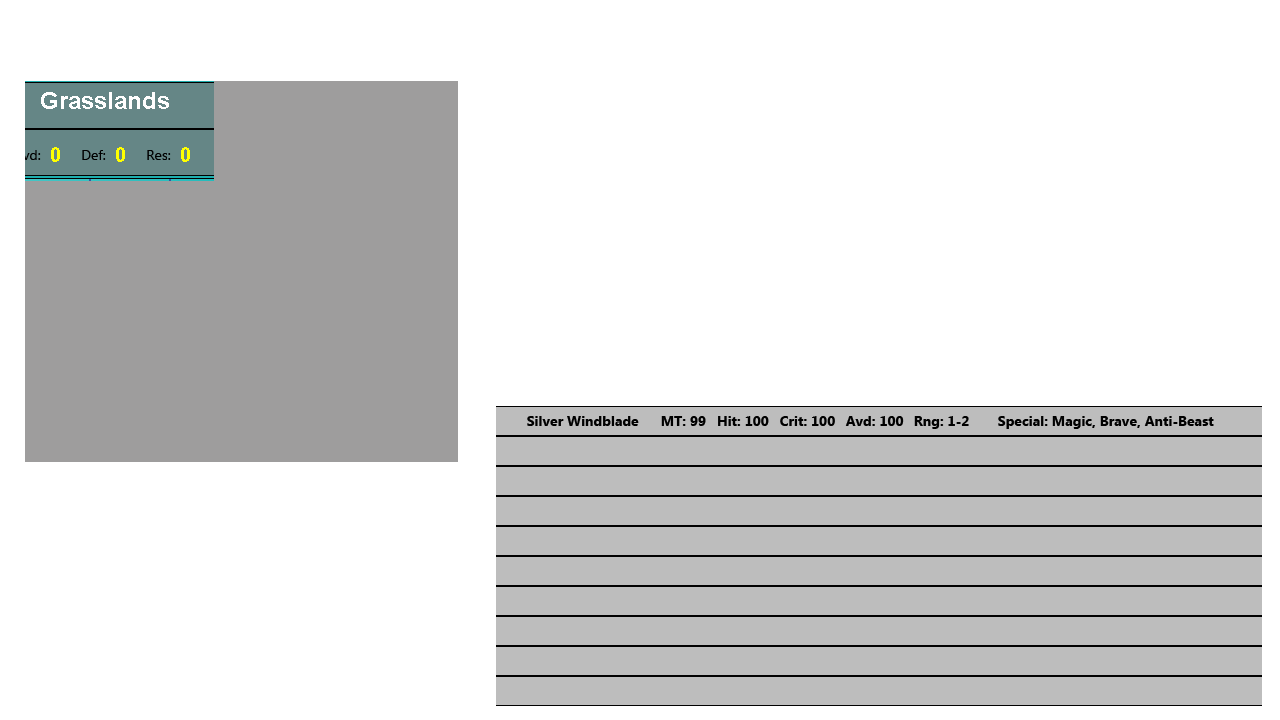 Grasslands
vd: 0 Def: 0 Res: 0
Silver Windblade MT: 99 Hit: 100 Crit: 100 Avd: 100 Rng: 1-2 Special: Magic, Brave, Anti-Beast